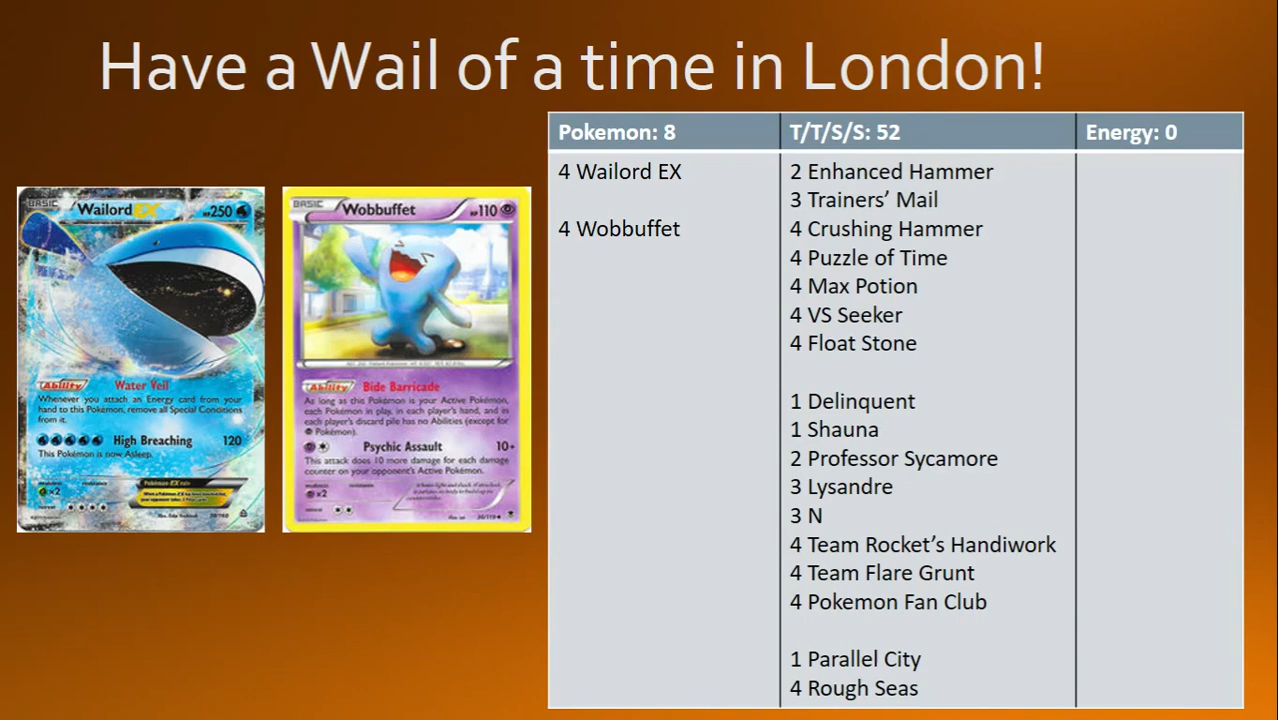 Have a Wail of a time in London!
Pokemon: 8
T/T/S/S: 52
Energy: 0
4 Wailord EX
4 Wobbuffet
2 Enhanced Hammer
3 Trainers’ Mail
4 Crushing Hammer
4 Puzzle of Time
4 Max Potion
4 VS Seeker
4 Float Stone
1 Delinquent
1 Shauna
2 Professor Sycamore
3 Lysandre
3 N
4 Team Rocket’s Handiwork
4 Team Flare Grunt
4 Pokemon Fan Club
1 Parallel City
4 Rough Seas
BASIC
Wailord EX
HP250
Ability Water Veil
Whenever you attach an Energy card from your
hand to this Pokémon, remove all Special Conditions
from it.
High Breaching 120
This Pokémon is now Asleep.
×2
BASIC
Wobbuffet
HP110
Ability Bide Barricade
As long as this Pokémon is your Active Pokémon,
each Pokémon in play, in each player's hand, and in
each player's discard pile has no Abilities (except for
Pokémon).
Psychic Assault 10+
This attack does 10 more damage for each damage
counter on your opponent's Active Pokémon.
×2